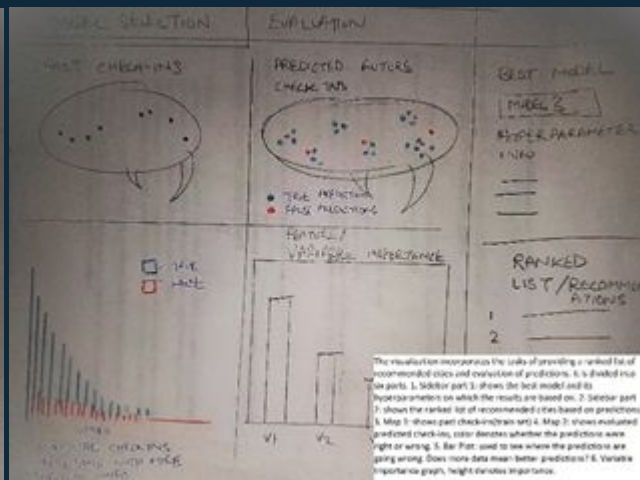 SELECTION
EVALUATION
PAST CHECK-INS
PREDICTED FUTURE
CHECK INS
BEST MODEL
MODEL 3
HYPERPARAMETER
INFO
TRUE PREDICTIONS
FALSE PREDICTIONS
FEATURE/
VARIABLE IMPORTANCE
RANKED
LIST/RECOMMEND
ATIONS
1
2
V1
V2
The visualization incorporates the tasks of providing a ranked list of
recommended cities and evaluation of predictions. It is divided into
six parts. 1. Sidebar part 1: shows the best model and its
hyperparameters on which the results are based on. 2. Sidebar part
2: shows the ranked list of recommended cities based on predictions
3. Map 1: shows past check-ins(train set) 4. Map 2: shows evaluated
predicted check-ins, color denotes whether the predictions were
right or wrong. 5. Bar Plot: used to see where the predictions are
going wrong. Does more data mean better predictions? 6. Variable
importance graph, height denotes importance.